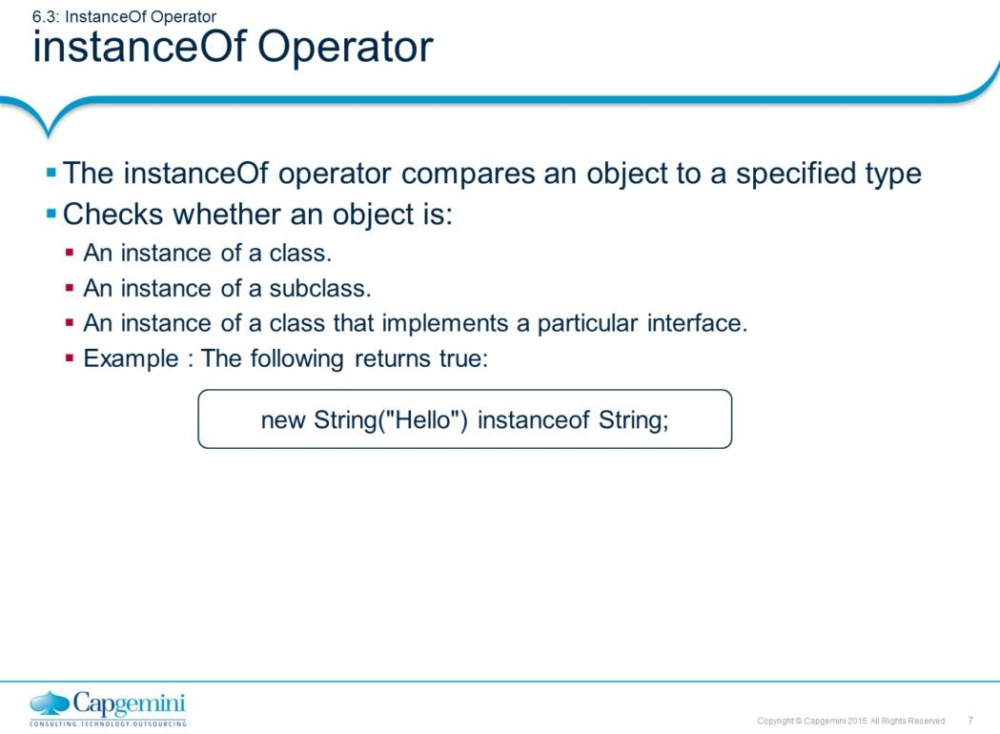 6.3: InstanceOf Operator
instanceOf Operator
The instanceOf operator compares an object to a specified type
Checks whether an object is:
An instance of a class.
An instance of a subclass.
An instance of a class that implements a particular interface.
Example : The following returns true:
new String("Hello") instanceof String;
Capgemini
CONSULTING.TECHNOLOGY.OUTSOURCING
Copyright © Capgemini 2015. All Rights Reserved 7